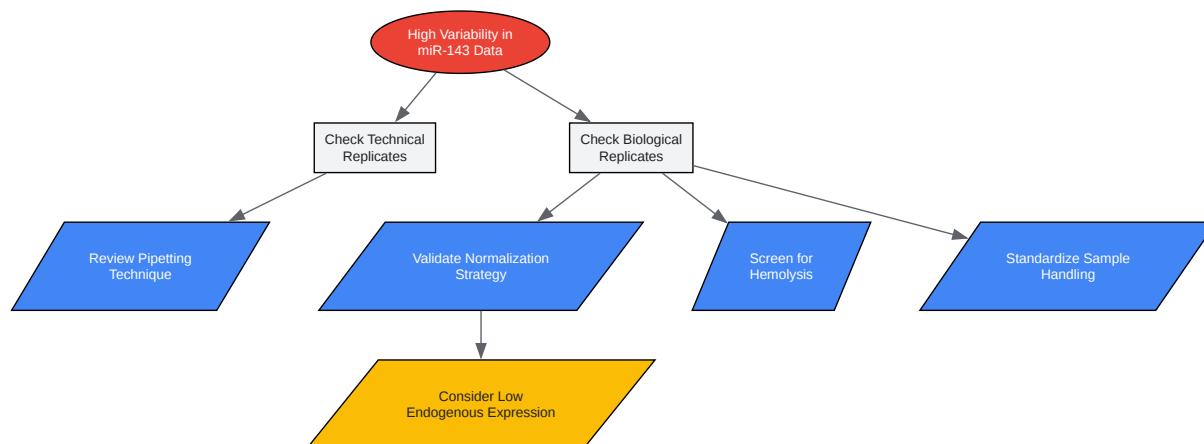 High Variability in
miR-143 Data
Check Technical
Replicates
Check Biological
Replicates
Review Pipetting
Technique
Validate Normalization
Strategy
Screen for
Hemolysis
Standardize Sample
Handling
Consider Low
Endogenous Expression